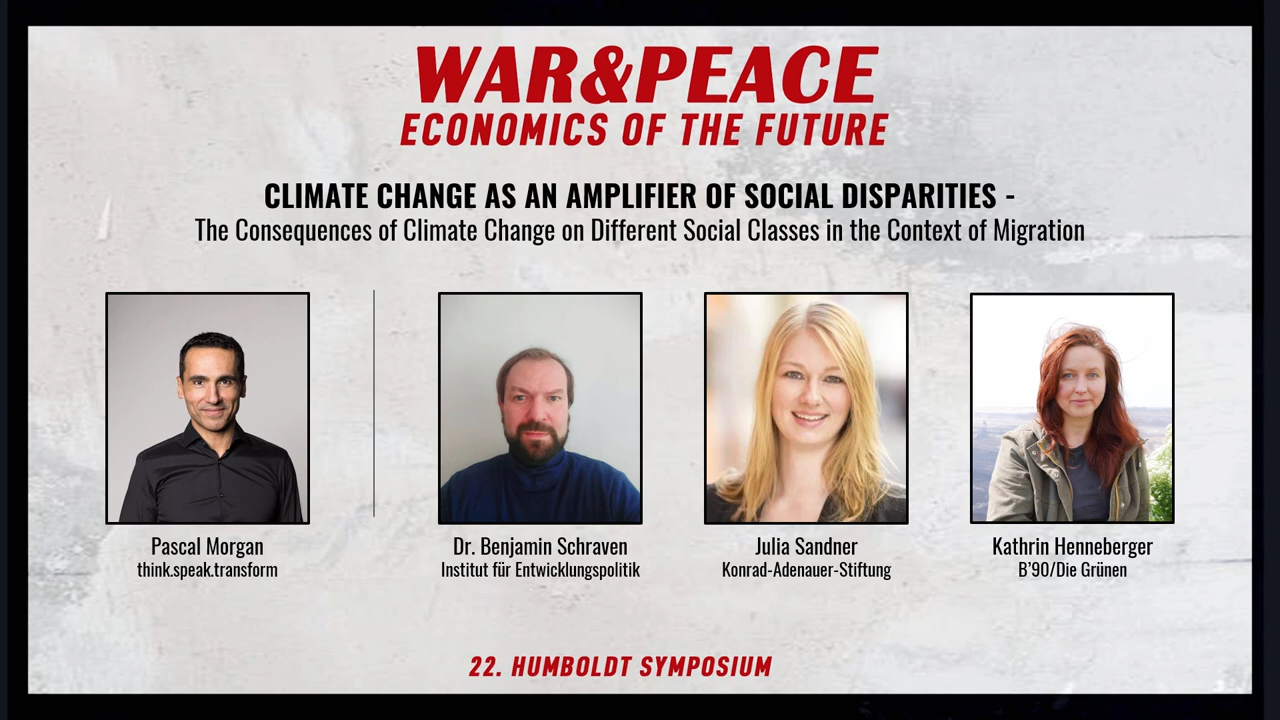 WAR&PEACE
ECONOMICS OF THE FUTURE
CLIMATE CHANGE AS AN AMPLIFIER OF SOCIAL DISPARITIES -
The Consequences of Climate Change on Different Social Classes in the Context of Migration
Pascal Morgan
think.speak.transform
Dr. Benjamin Schraven
Institut für Entwicklungspolitik
Julia Sandner
Konrad-Adenauer-Stiftung
Kathrin Henneberger
B'90/Die Grünen
22. HUMBOLDT SYMPOSIUM